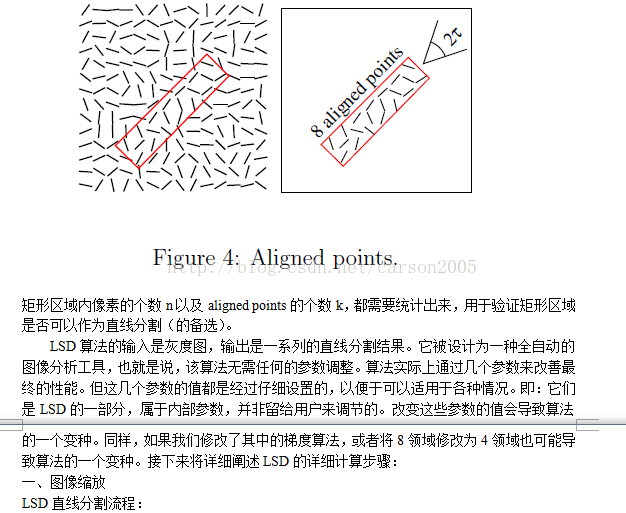 8 aligned points
2τ
Figure 4: Aligned points.
http://blog.csdn.net/carson2005
矩形区域内像素的个数 n 以及 aligned points 的个数 k，都需要统计出来，用于验证矩形区域
是否可以作为直线分割（的备选）。
LSD 算法的输入是灰度图，输出是一系列的直线分割结果。它被设计为一种全自动的
图像分析工具，也就是说，该算法无需任何的参数调整。算法实际上通过几个参数来改善最
终的性能。但这几个参数的值都是经过仔细设置的，以便于可以适用于各种情况。即：它们
是 LSD 的一部分，属于内部参数，并非留给用户来调节的。改变这些参数的值会导致算法
的一个变种。同样，如果我们修改了其中的梯度算法，或者将 8 领域修改为 4 领域也可能导
致算法的一个变种。接下来将详细阐述 LSD 的详细计算步骤：
一、图像缩放
LSD 直线分割流程：